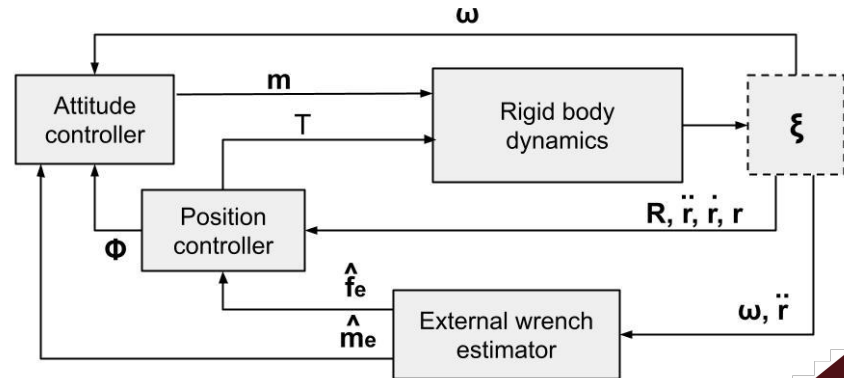 ω
Attitude
controller
m
T
Rigid body
dynamics
ξ
Position
controller
Φ
R, r̈, ṙ, r
f̂e
m̂e
External wrench
estimator
ω, r̈